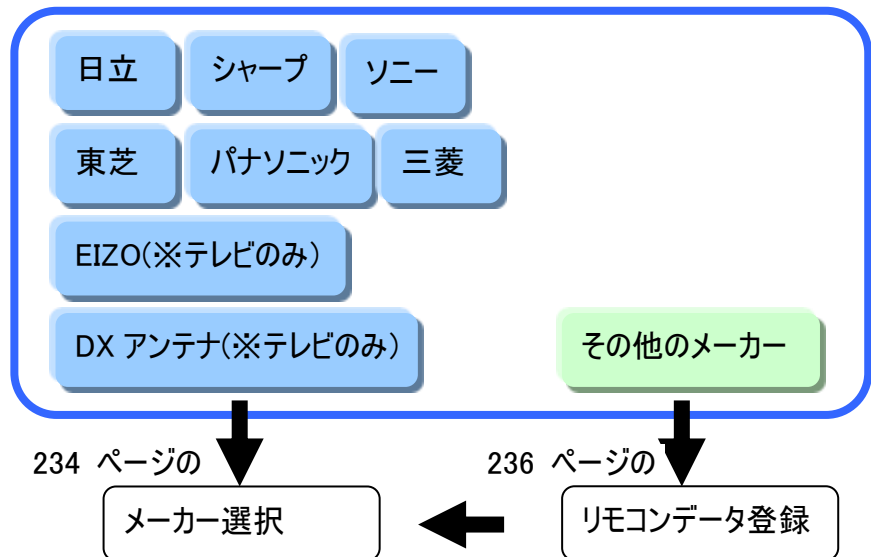 日立 シャープ ソニー
東芝 パナソニック 三菱
EIZO(※テレビのみ)
DX アンテナ(※テレビのみ) その他のメーカー
234 ページの 236 ページの
メーカー選択 リモコンデータ登録